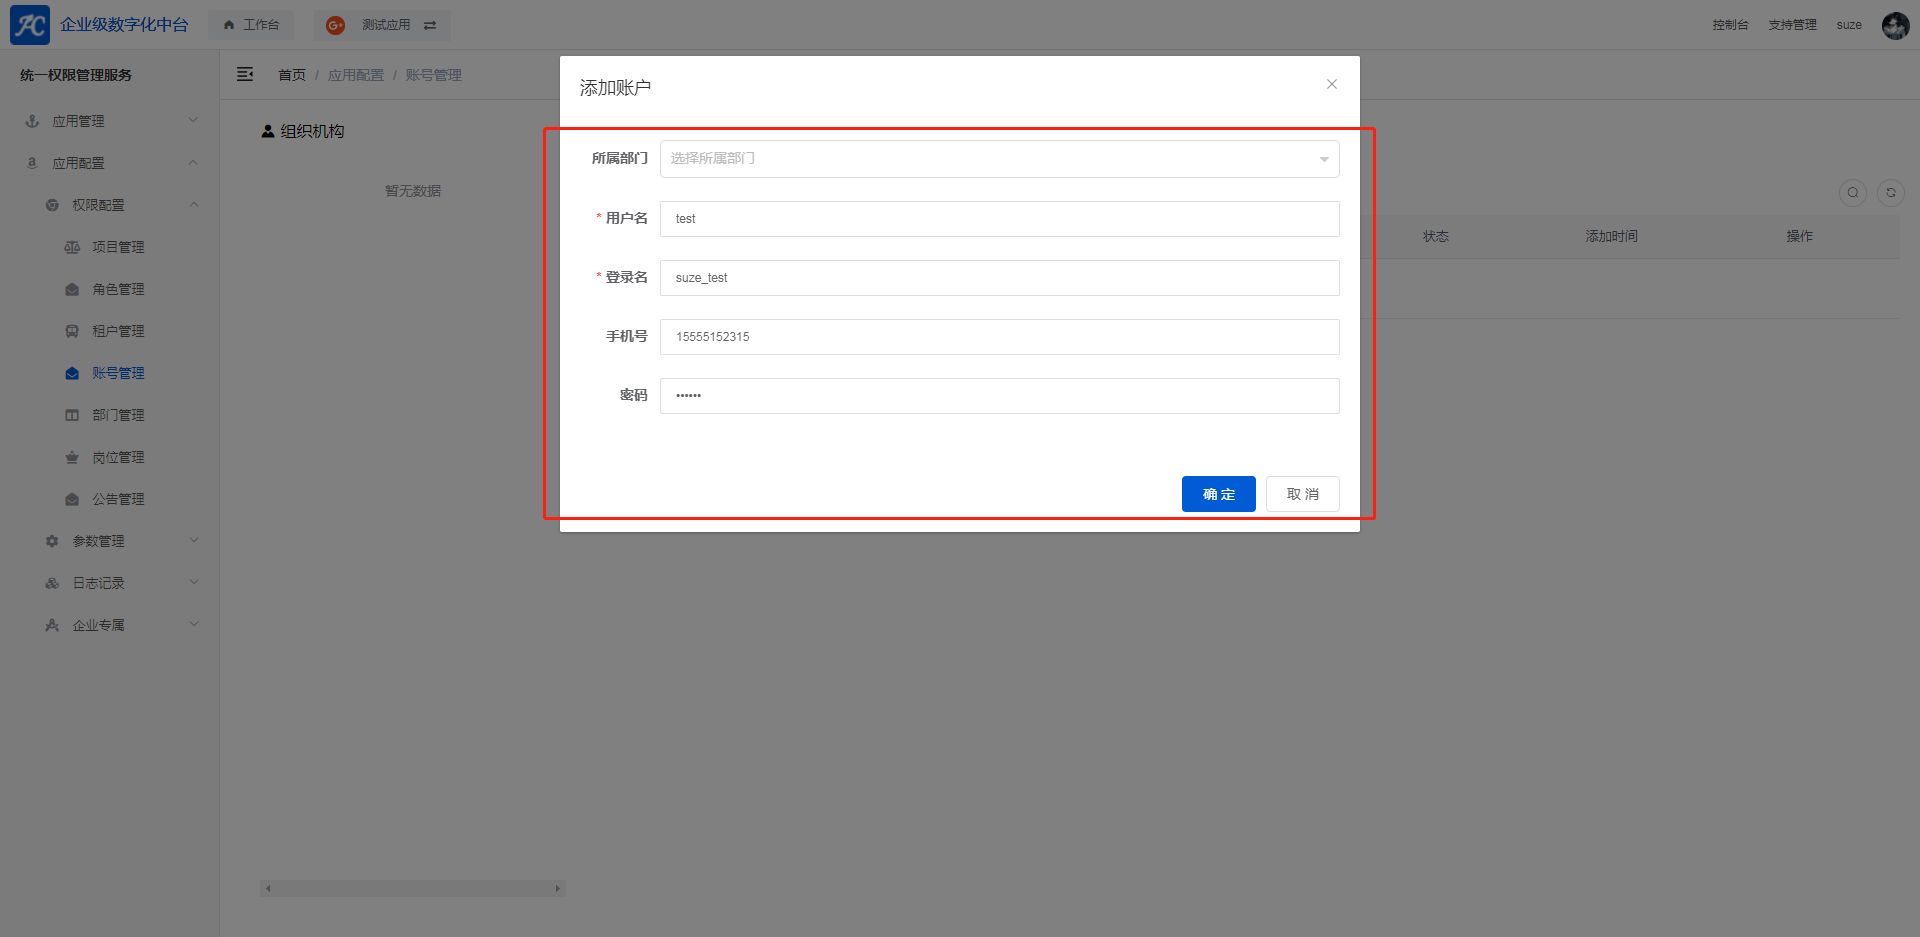 企业级数字化中台 工作台 G+ 测试应用 控制台 支持管理 suze
统一权限管理服务
应用管理
应用配置
权限配置
项目管理
角色管理
租户管理
账号管理
部门管理
岗位管理
公告管理
参数管理
日志记录
企业专属
首页 / 应用配置 / 账号管理
组织机构
暂无数据
状态 添加时间 操作
添加账户
所属部门 选择所属部门
* 用户名 test
* 登录名 suze_test
手机号 15555152315
密码 ••••••
确 定 取 消